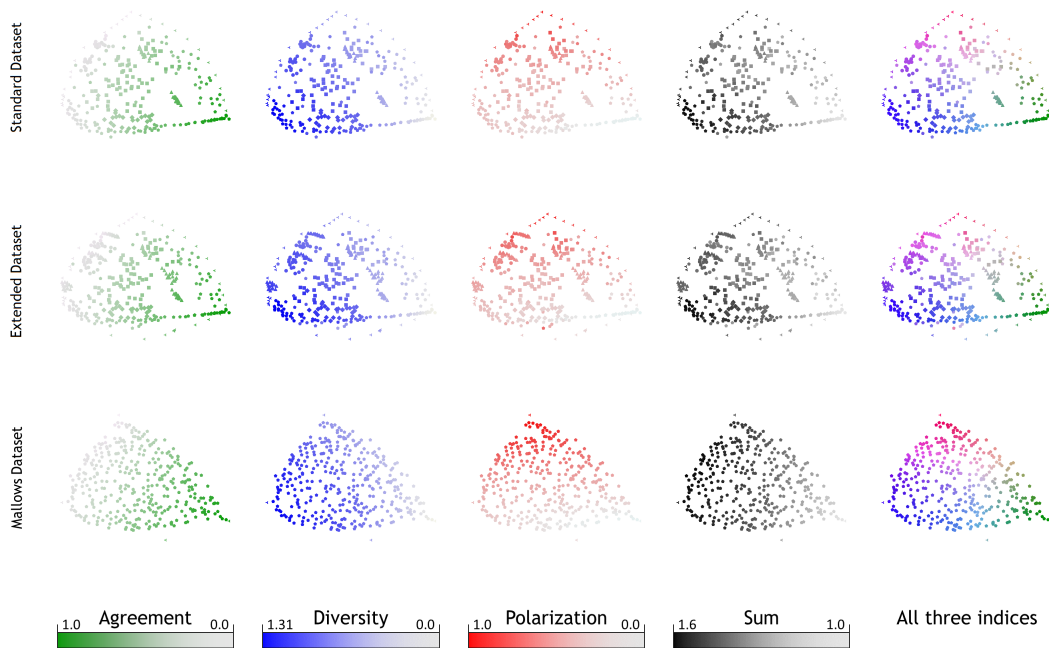 Standard Dataset
Extended Dataset
Mallows Dataset
Agreement
1.0 0.0
Diversity
1.31 0.0
Polarization
1.0 0.0
Sum
1.6 1.0
All three indices